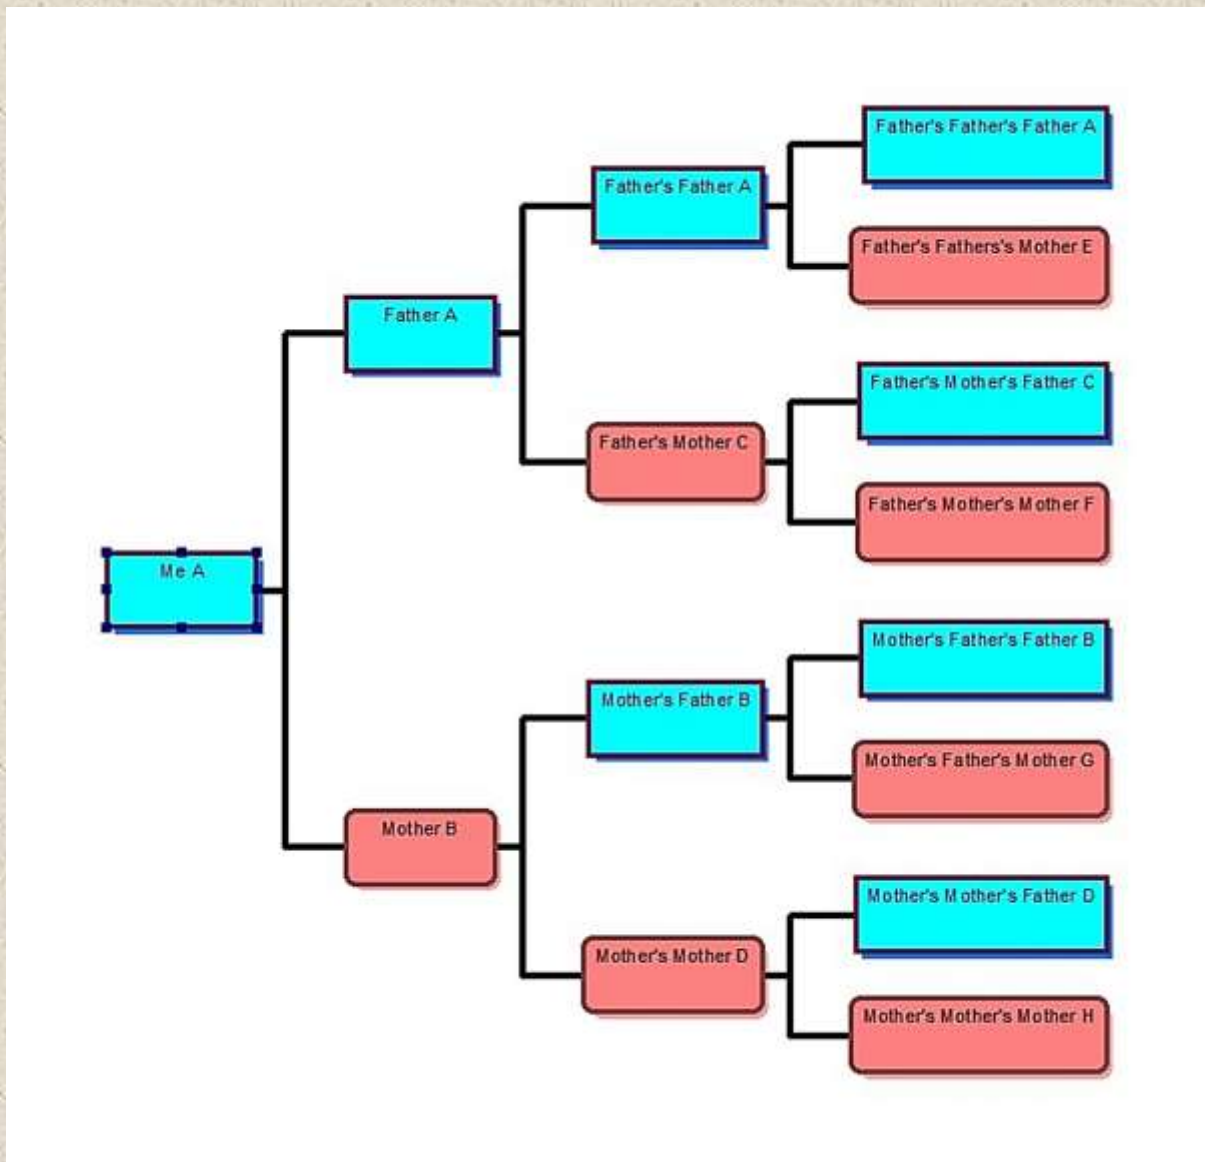 Father's Father's Father A
Father's Father A
Father's Fathers's Mother E
Father A
Father's Mother's Father C
Father's Mother C
Father's Mother's Mother F
Me A
Mother's Father's Father B
Mother's Father B
Mother's Father's Mother G
Mother B
Mother's Mother's Father D
Mother's Mother D
Mother's Mother's Mother H